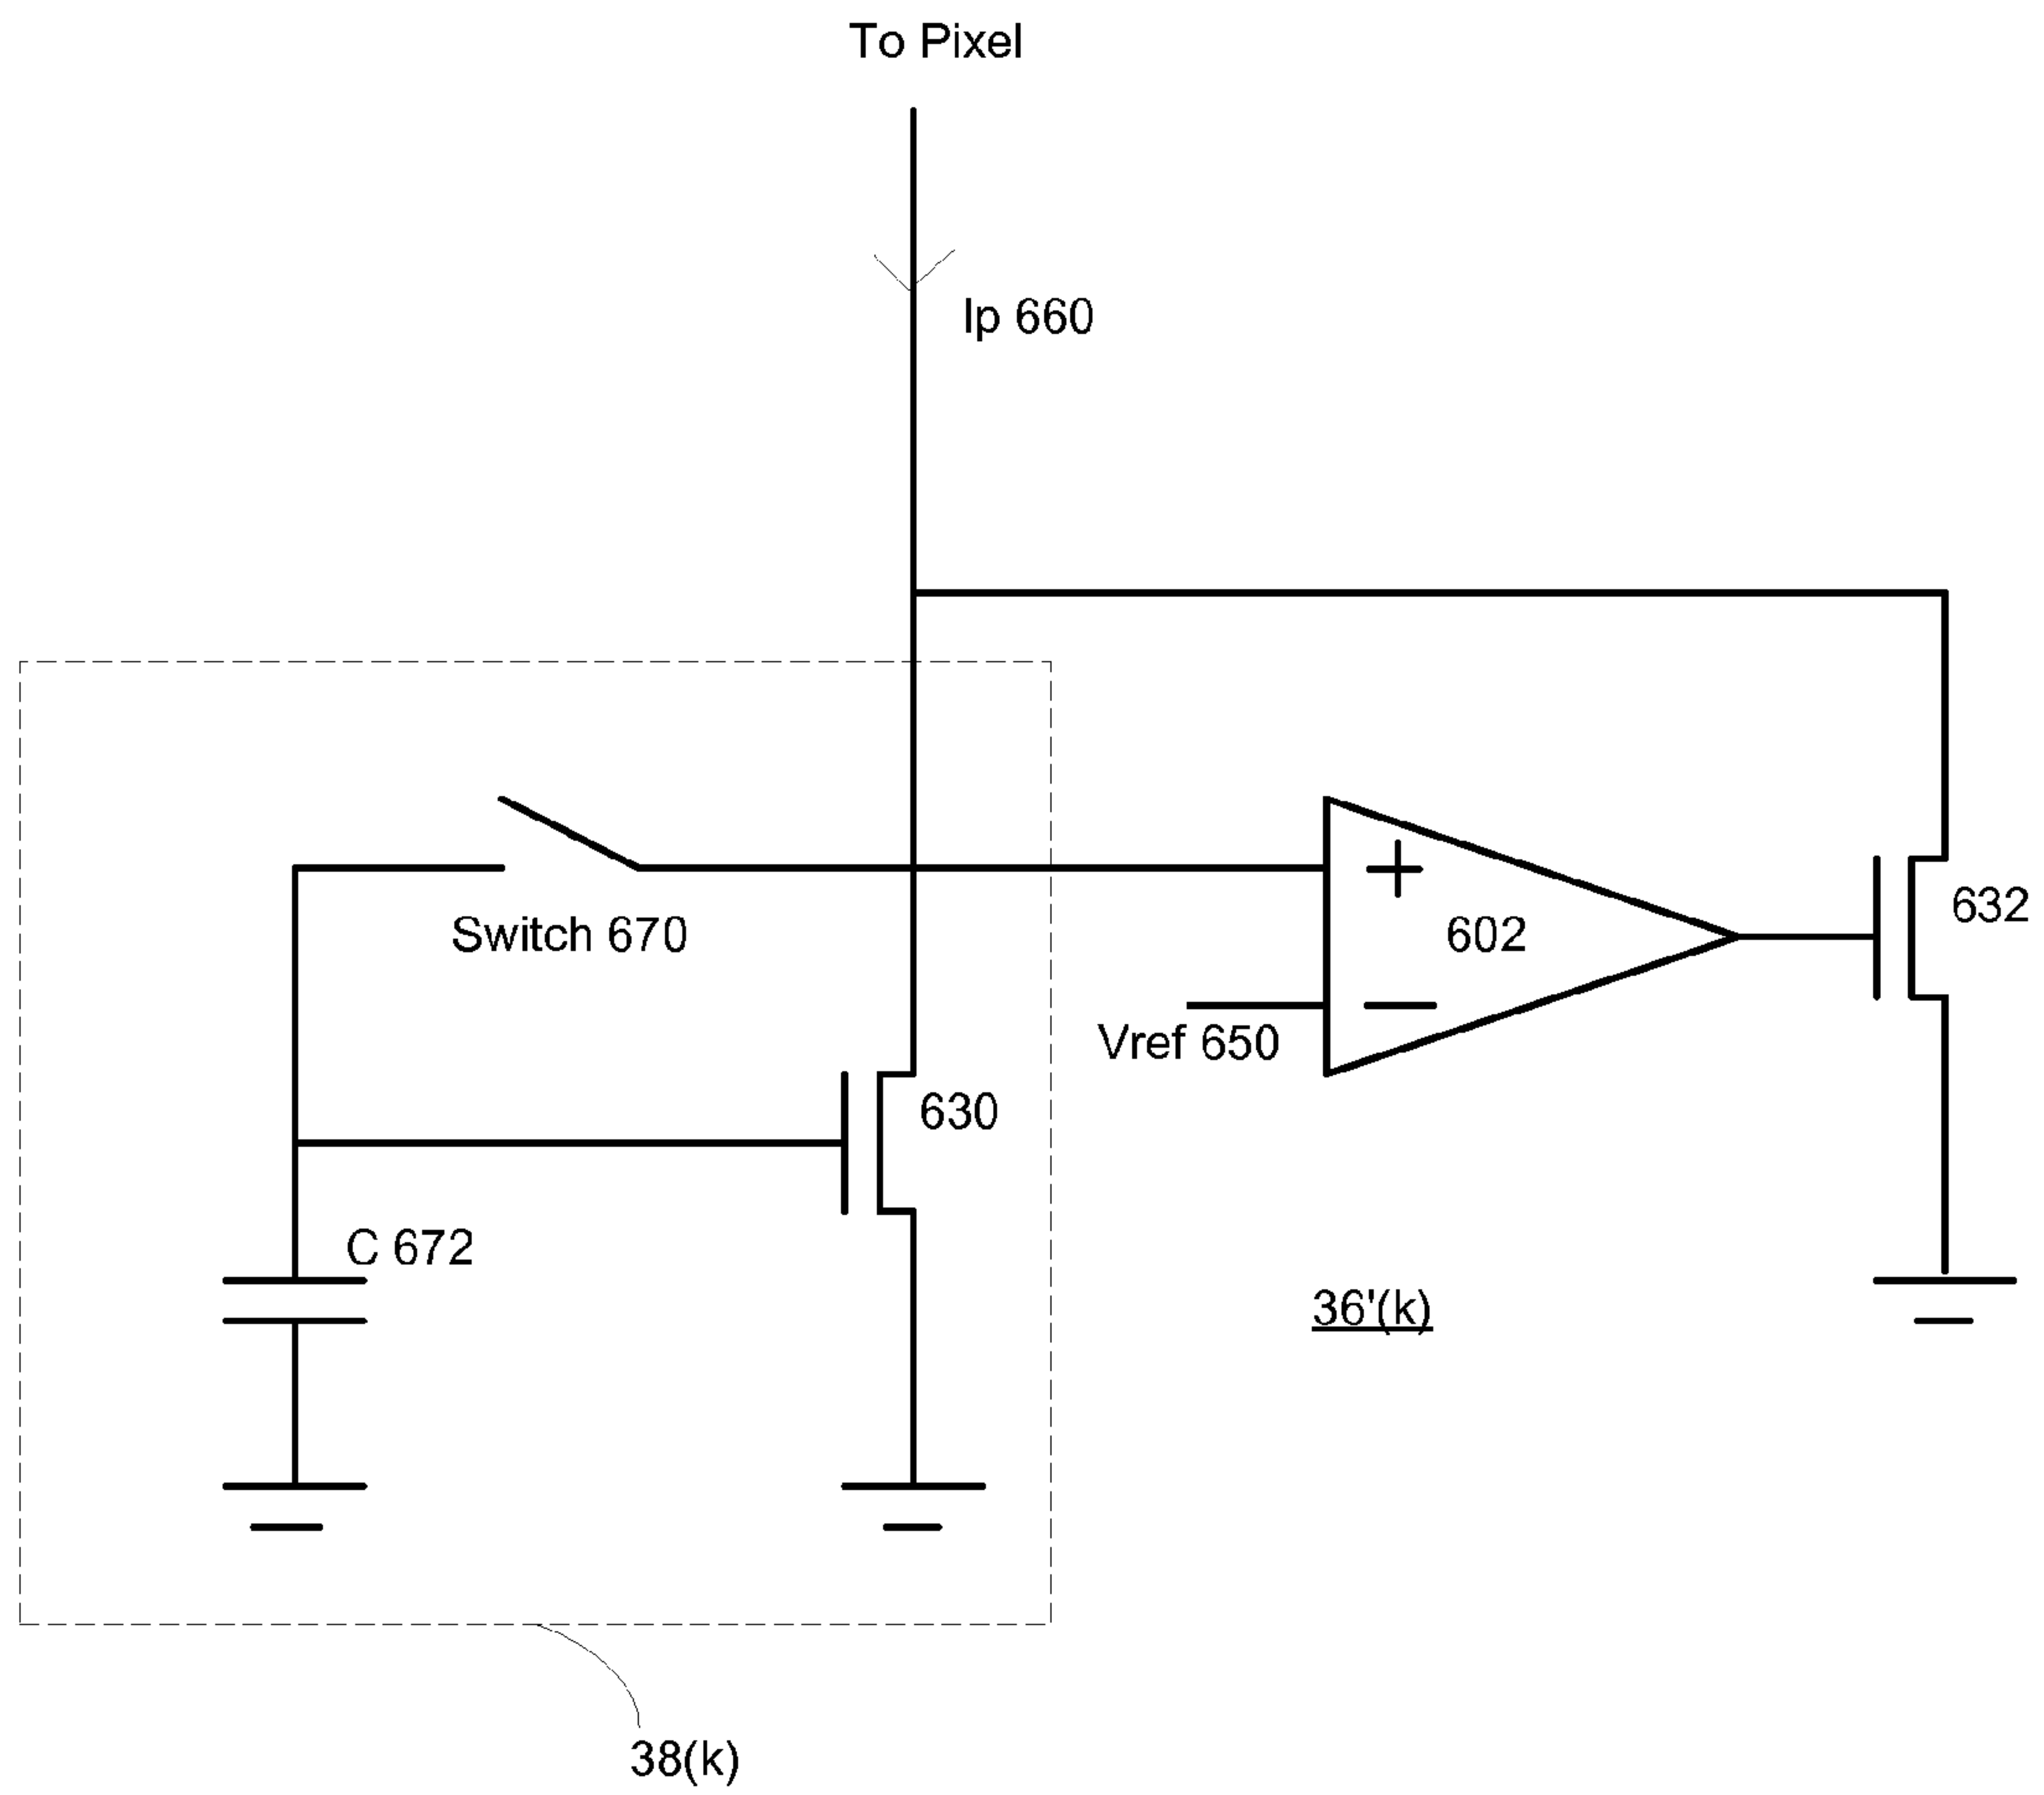 To Pixel
Ip 660
632
Switch 670
602
Vref 650
630
C 672
36'(k)
38(k)